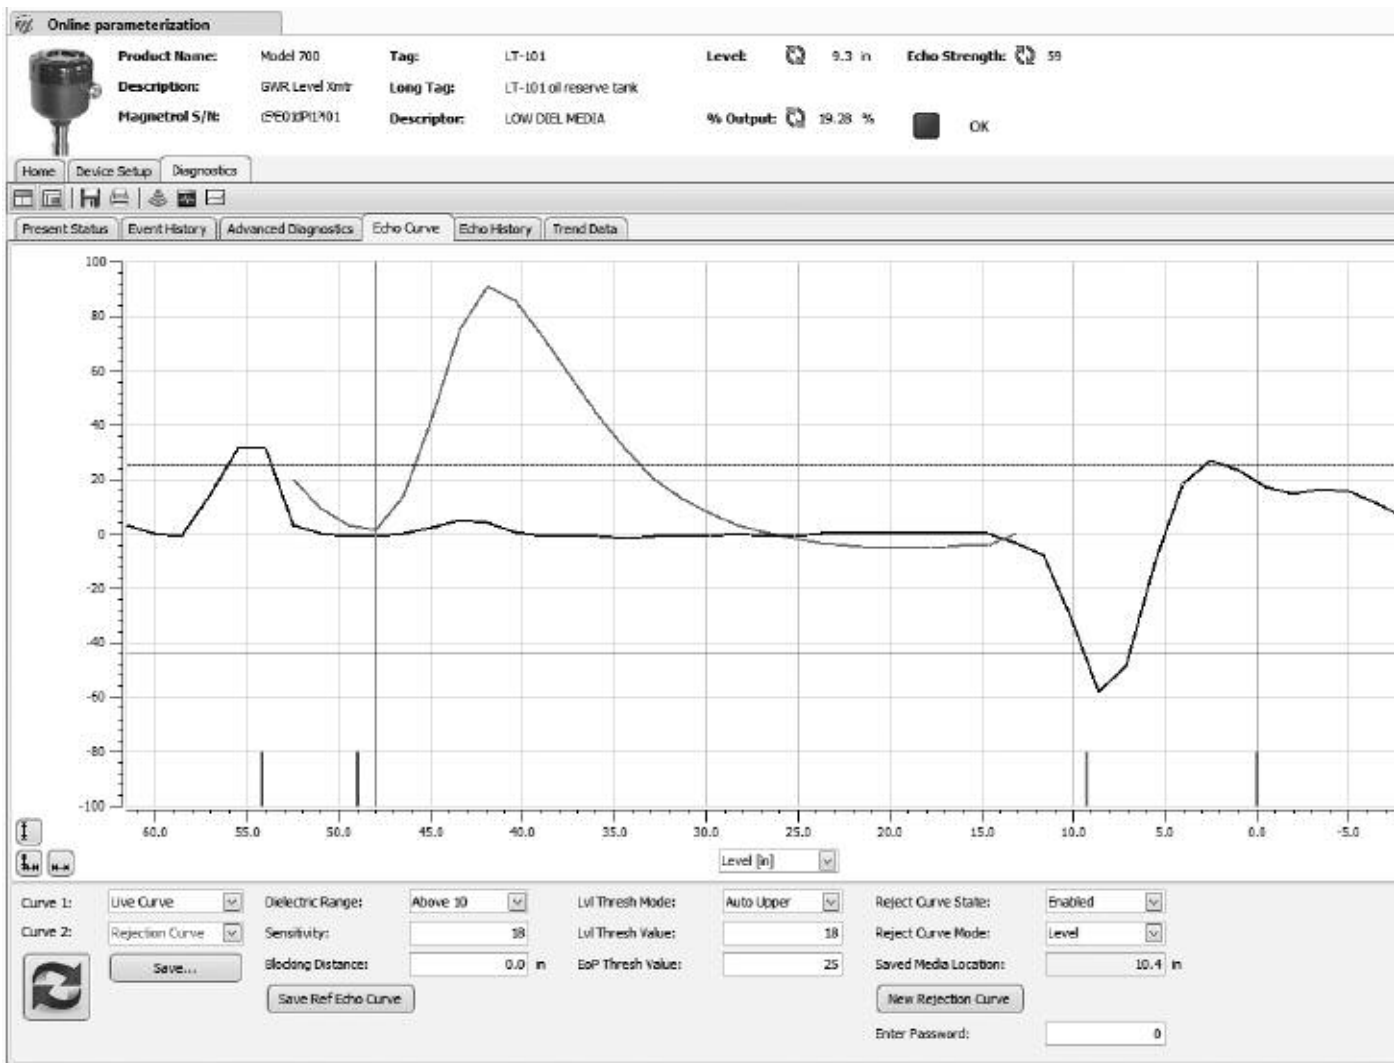 Online parameterization
Product Name: Model 700 Tag: LT-101 Level: 9.3 in Echo Strength: 59
Description: GWR Level Xmtr Long Tag: LT-101 oil reserve tank
Magnetrol S/N: Descriptor: LOW DIEL MEDIA % Output: 19.28 % OK
Home Device Setup Diagnostics
Present Status Event History Advanced Diagnostics Echo Curve Echo History Trend Data
100
80
60
40
20
0
-20
-40
-60
-80
-100
60.0 55.0 50.0 45.0 40.0 35.0 30.0 25.0 20.0 15.0 10.0 5.0 0.0 -5.0
Level [in]
Curve 1: Live Curve Dielectric Range: Above 10 Lvl Thresh Mode: Auto Upper Reject Curve State: Enabled
Curve 2: Rejection Curve Sensitivity: 18 Lvl Thresh Value: 18 Reject Curve Mode: Level
Save... Blocking Distance: 0.0 in EoP Thresh Value: 25 Saved Media Location: 10.4 in
Save Ref Echo Curve New Rejection Curve
Enter Password: 0